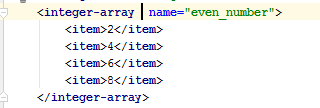 <integer-array name="even_number">
<item>2</item>
<item>4</item>
<item>6</item>
<item>8</item>
</integer-array>